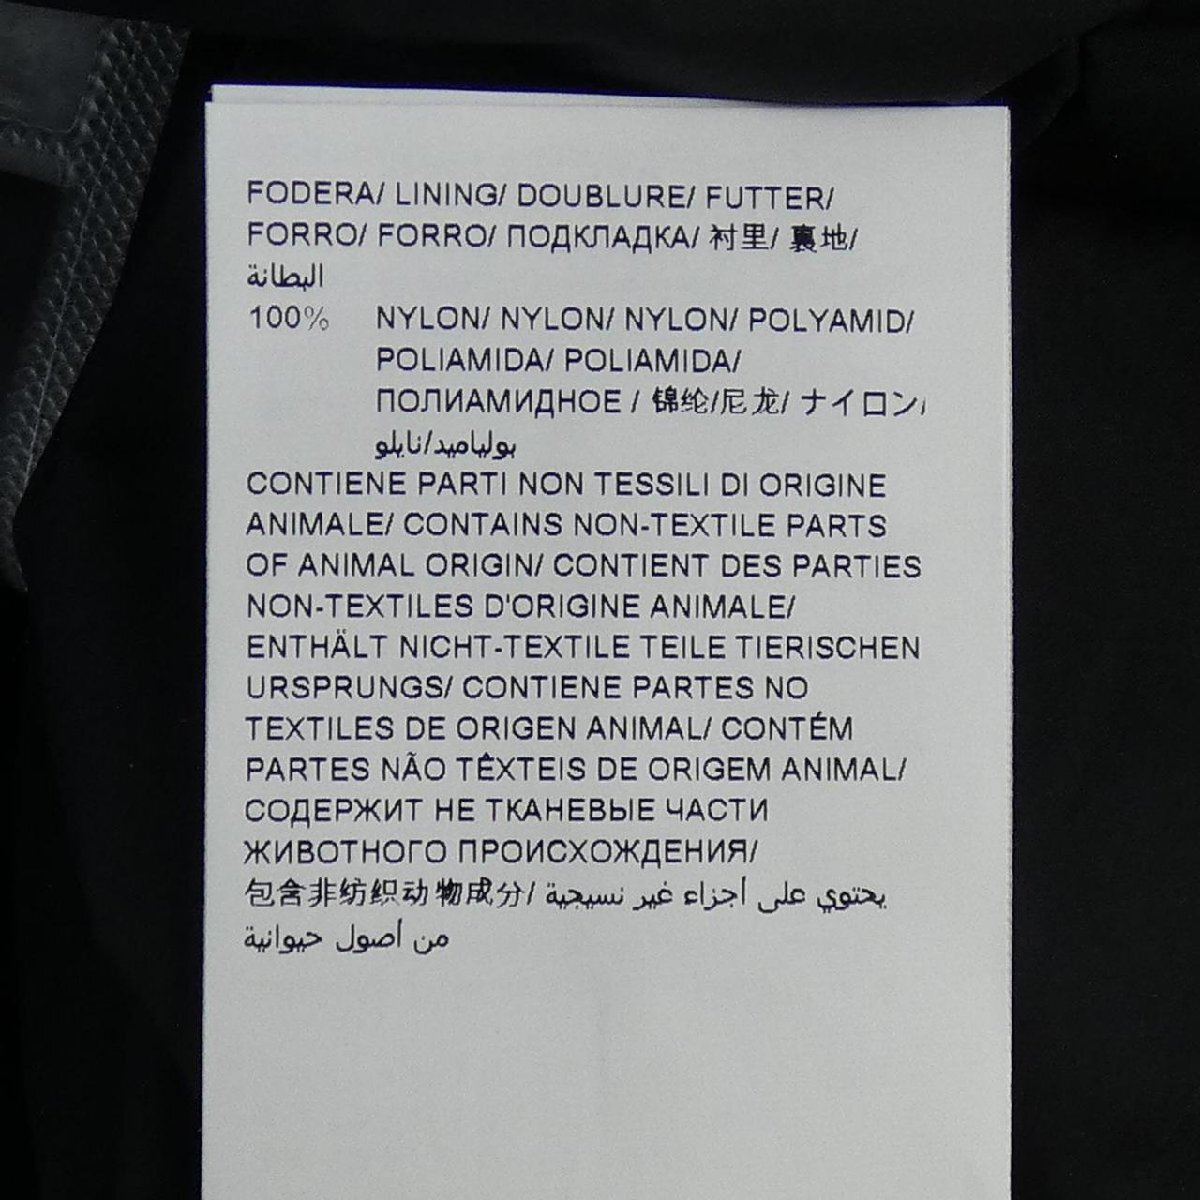 FODERA/ LINING/ DOUBLURE/ FUTTER/
FORRO/ FORRO/ ПОДКЛАДКА/ 衬里/ 裏地/
البطانة
100% NYLON/ NYLON/ NYLON/ POLYAMID/
POLIAMIDA/ POLIAMIDA/
ПОЛИАМИДНОЕ / 锦纶/尼龙/ ナイロン/
بولياميد/نايلو
CONTIENE PARTI NON TESSILI DI ORIGINE
ANIMALE/ CONTAINS NON-TEXTILE PARTS
OF ANIMAL ORIGIN/ CONTIENT DES PARTIES
NON-TEXTILES D'ORIGINE ANIMALE/
ENTHÄLT NICHT-TEXTILE TEILE TIERISCHEN
URSPRUNGS/ CONTIENE PARTES NO
TEXTILES DE ORIGEN ANIMAL/ CONTÉM
PARTES NÃO TÊXTEIS DE ORIGEM ANIMAL/
СОДЕРЖИТ НЕ ТКАНЕВЫЕ ЧАСТИ
ЖИВОТНОГО ПРОИСХОЖДЕНИЯ/
包含非纺织动物成分/ يحتوي على أجزاء غير نسيجية
من أصول حيوانية